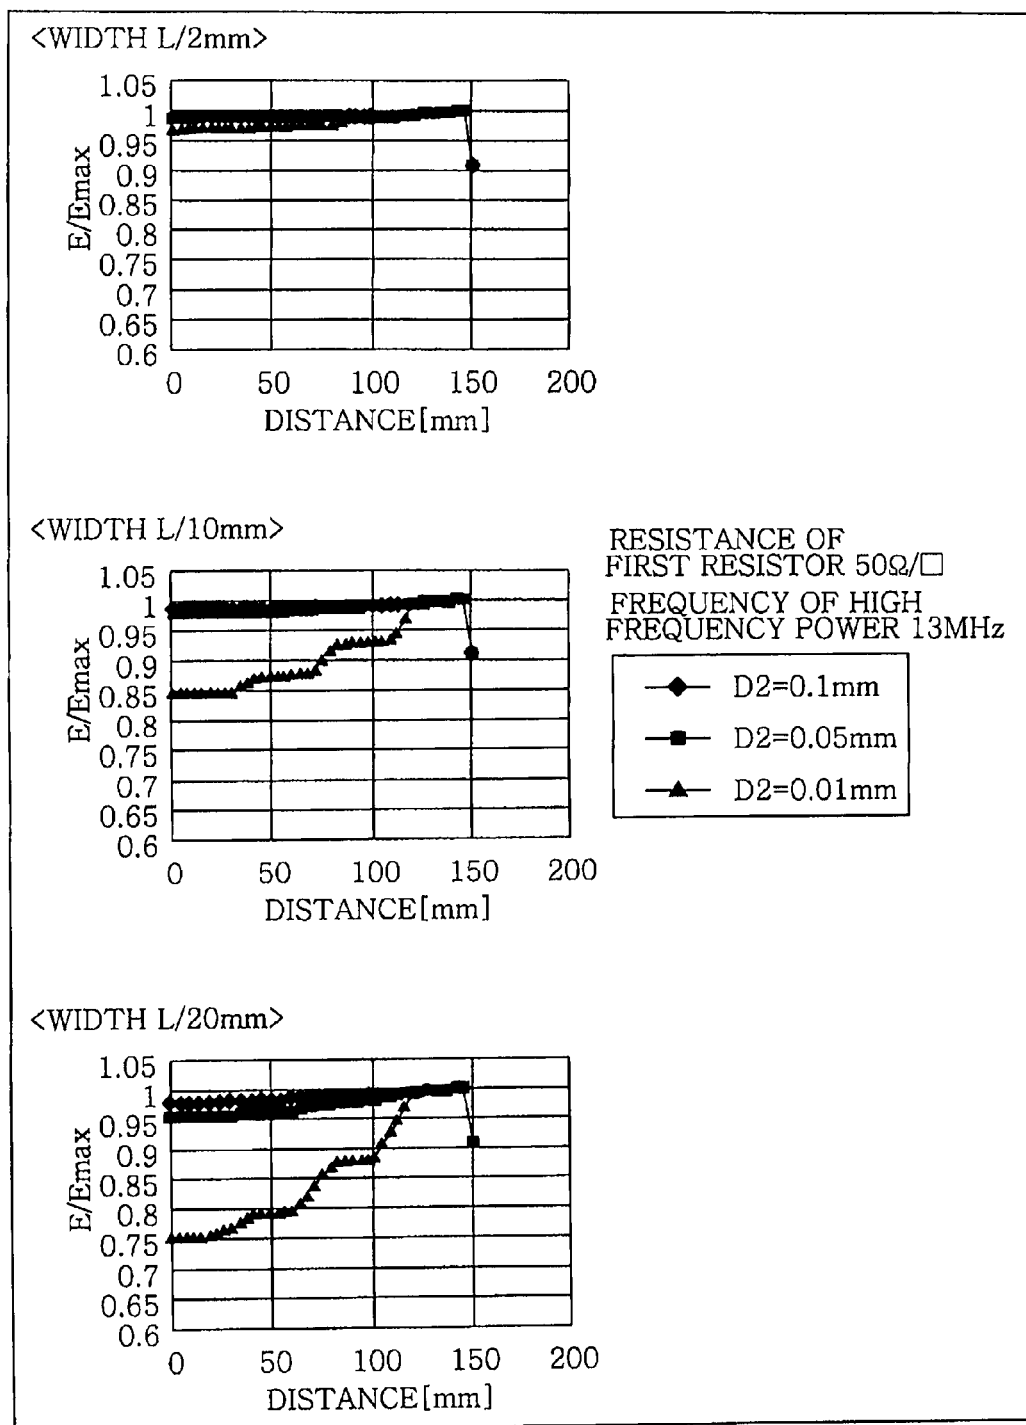 <WIDTH L/2mm>
1.05
1
0.95
0.9
0.85
0.8
0.75
0.7
0.65
0.6
E/Emax
0 50 100 150 200
DISTANCE[mm]
<WIDTH L/10mm>
1.05
1
0.95
0.9
0.85
0.8
0.75
0.7
0.65
0.6
E/Emax
0 50 100 150 200
DISTANCE[mm]
RESISTANCE OF
FIRST RESISTOR 50Ω/□
FREQUENCY OF HIGH
FREQUENCY POWER 13MHz
D2=0.1mm
D2=0.05mm
D2=0.01mm
<WIDTH L/20mm>
1.05
1
0.95
0.9
0.85
0.8
0.75
0.7
0.65
0.6
E/Emax
0 50 100 150 200
DISTANCE[mm]